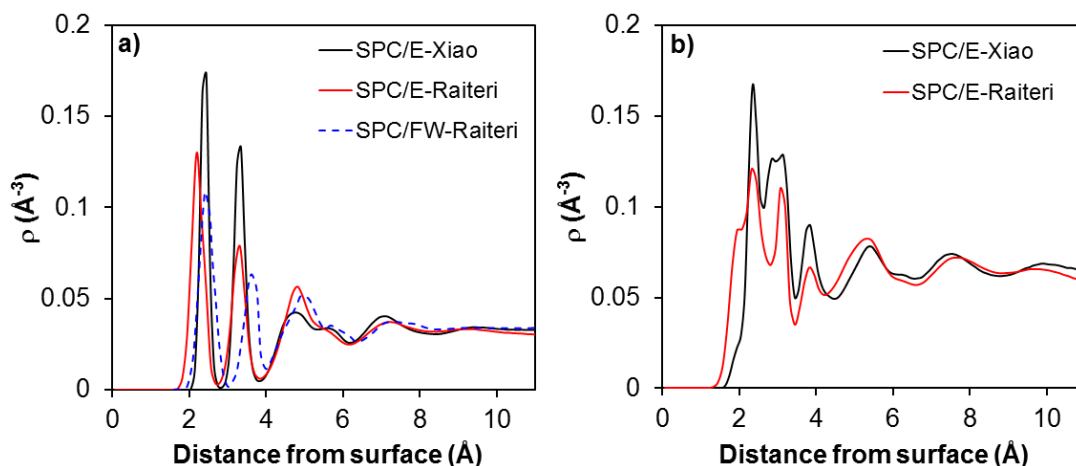 a)
SPC/E-Xiao
SPC/E-Raiteri
SPC/FW-Raiteri
0.2
0.15
0.1
0.05
0
ρ (Å⁻³)
0 2 4 6 8 10
Distance from surface (Å)
b)
SPC/E-Xiao
SPC/E-Raiteri
0.2
0.15
0.1
0.05
0
ρ (Å⁻³)
0 2 4 6 8 10
Distance from surface (Å)